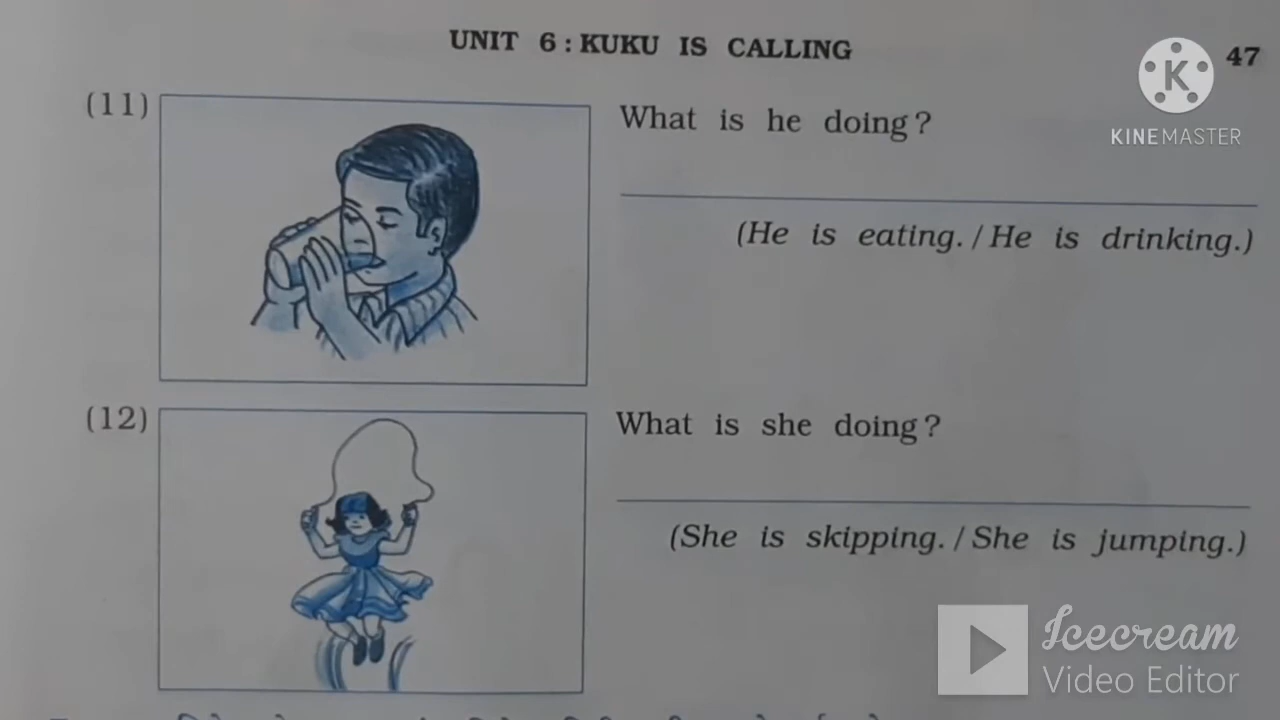 UNIT 6 : KUKU IS CALLING
47
K
KINEMASTER
(11)
What is he doing ?
(He is eating. / He is drinking.)
(12)
What is she doing ?
(She is skipping. / She is jumping.)
Icecream
Video Editor